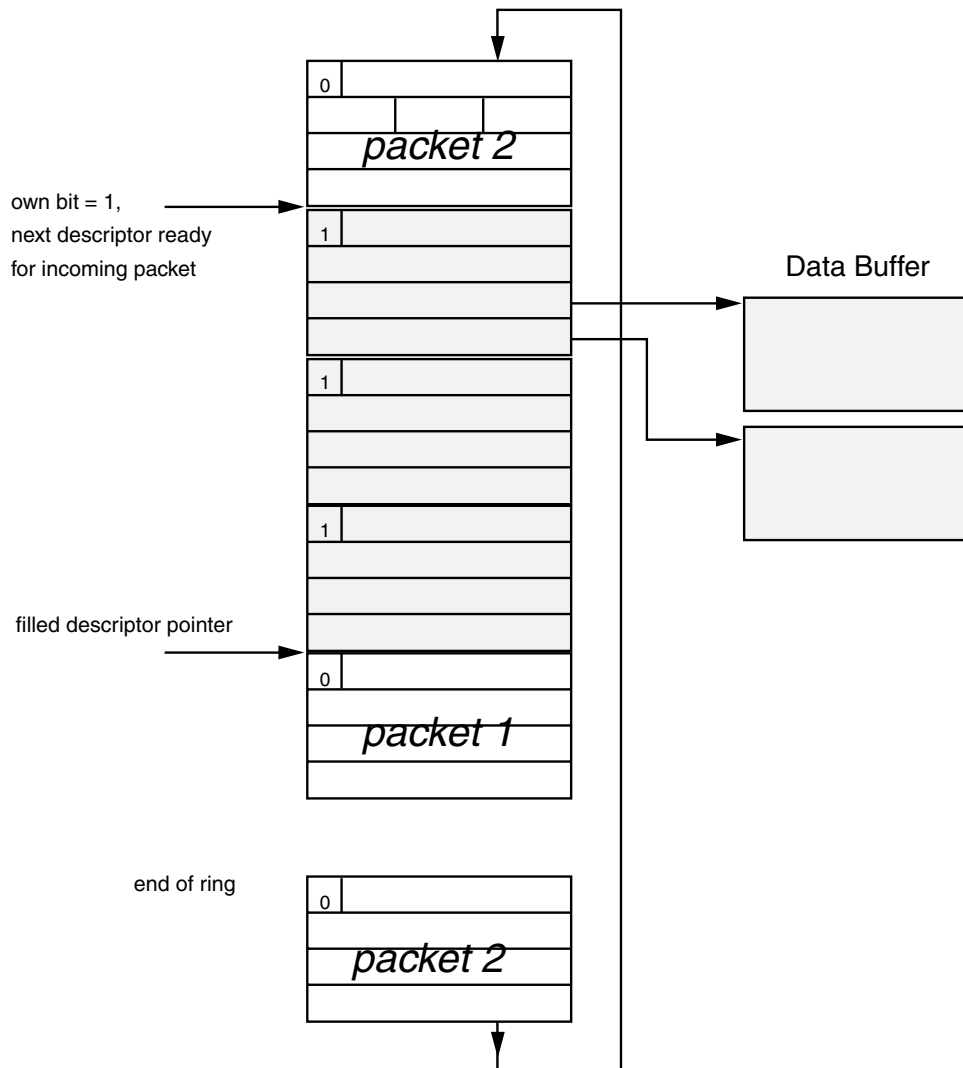 0
packet 2
own bit = 1,
next descriptor ready
for incoming packet
1
Data Buffer
1
1
filled descriptor pointer
0
packet 1
end of ring
0
packet 2